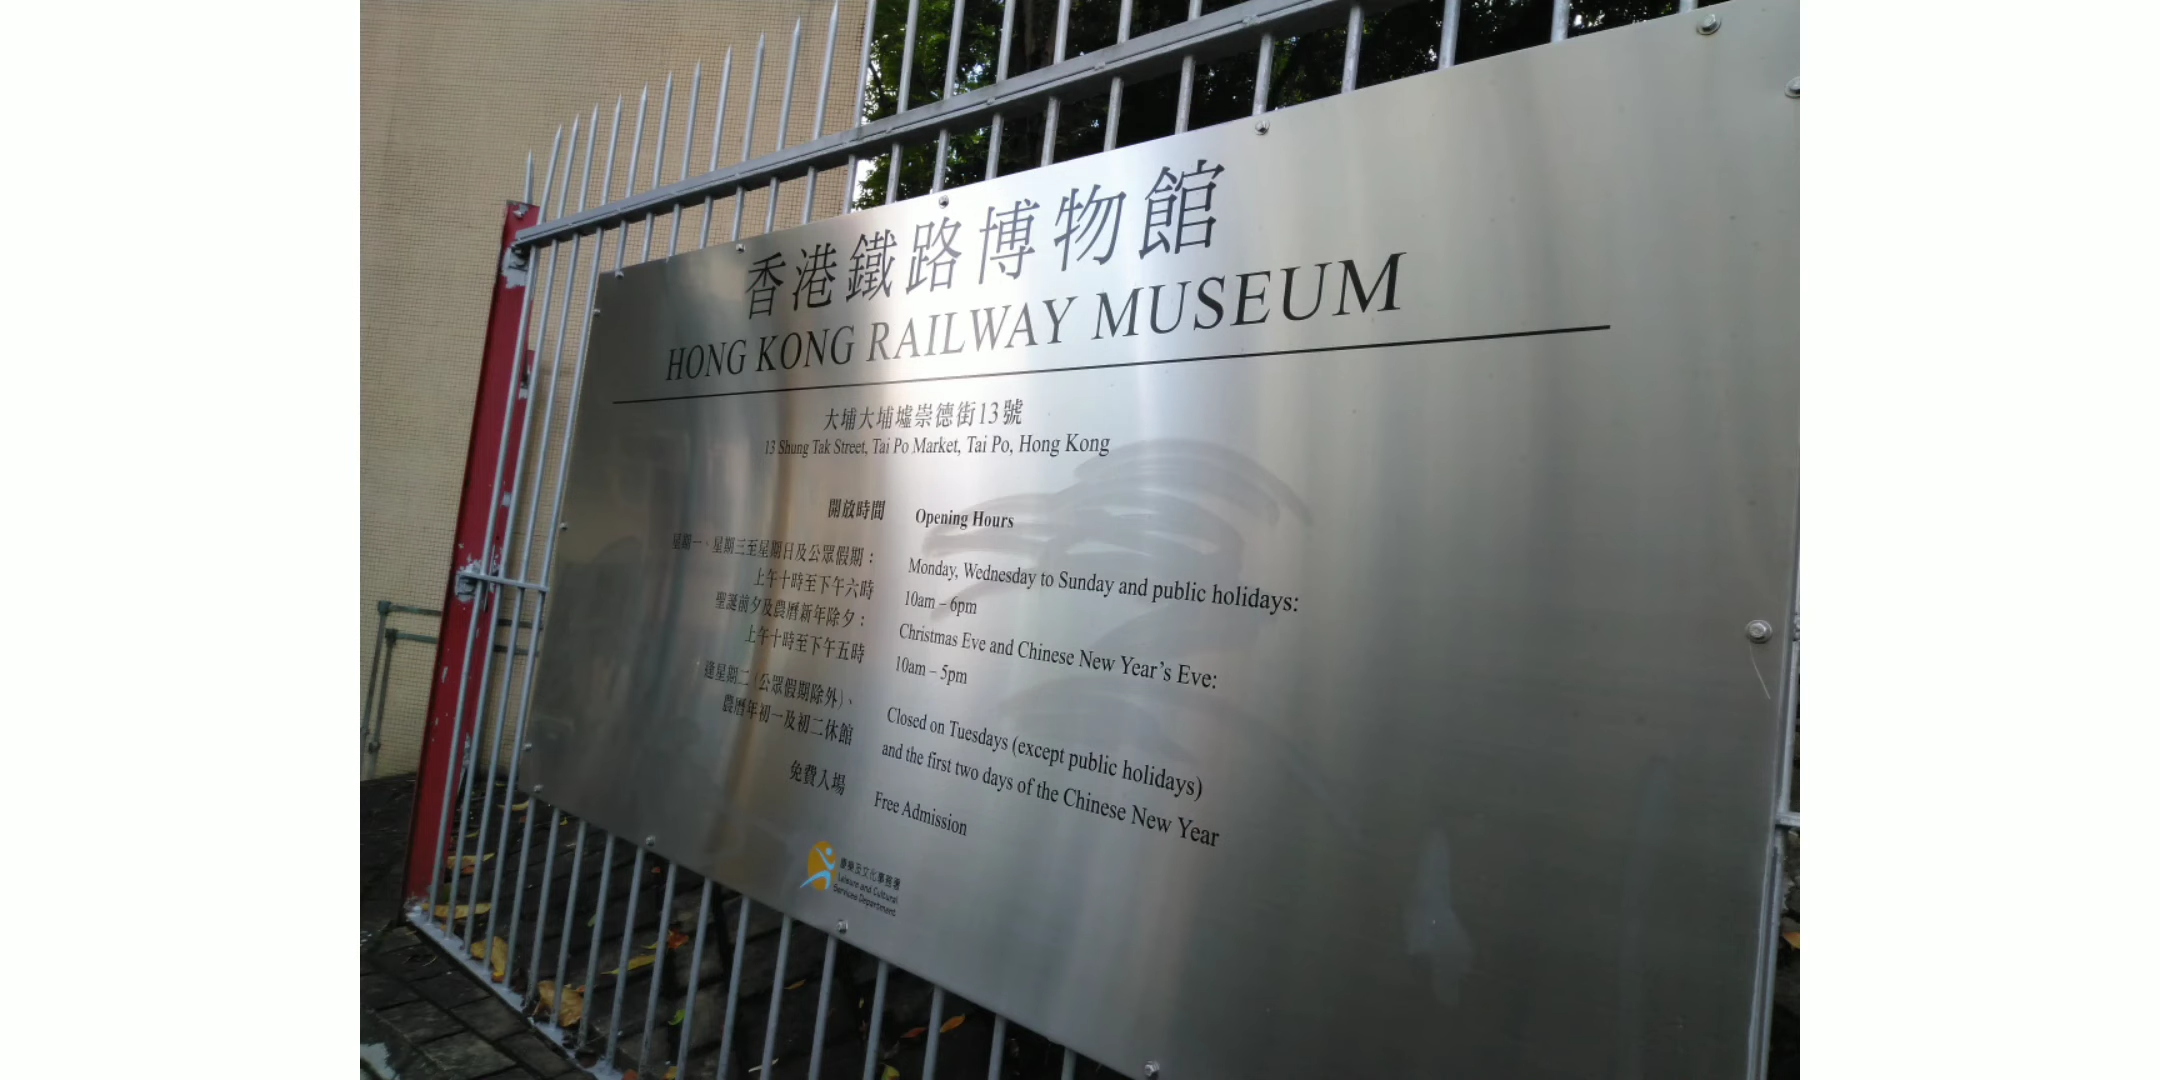 香港鐵路博物館
HONG KONG RAILWAY MUSEUM
大埔大埔墟崇德街13號
13 Shung Tak Street, Tai Po Market, Tai Po, Hong Kong
開放時間
Opening Hours
星期一、星期三至星期日及公眾假期：
上午十時至下午六時
聖誕前夕及農曆新年除夕：
上午十時至下午五時
Monday, Wednesday to Sunday and public holidays:
10am – 6pm
Christmas Eve and Chinese New Year’s Eve:
10am – 5pm
逢星期二（公眾假期除外）、
農曆年初一及初二休館
Closed on Tuesdays (except public holidays)
and the first two days of the Chinese New Year
免費入場
Free Admission
康樂及文化事務署
Leisure and Cultural
Services Department